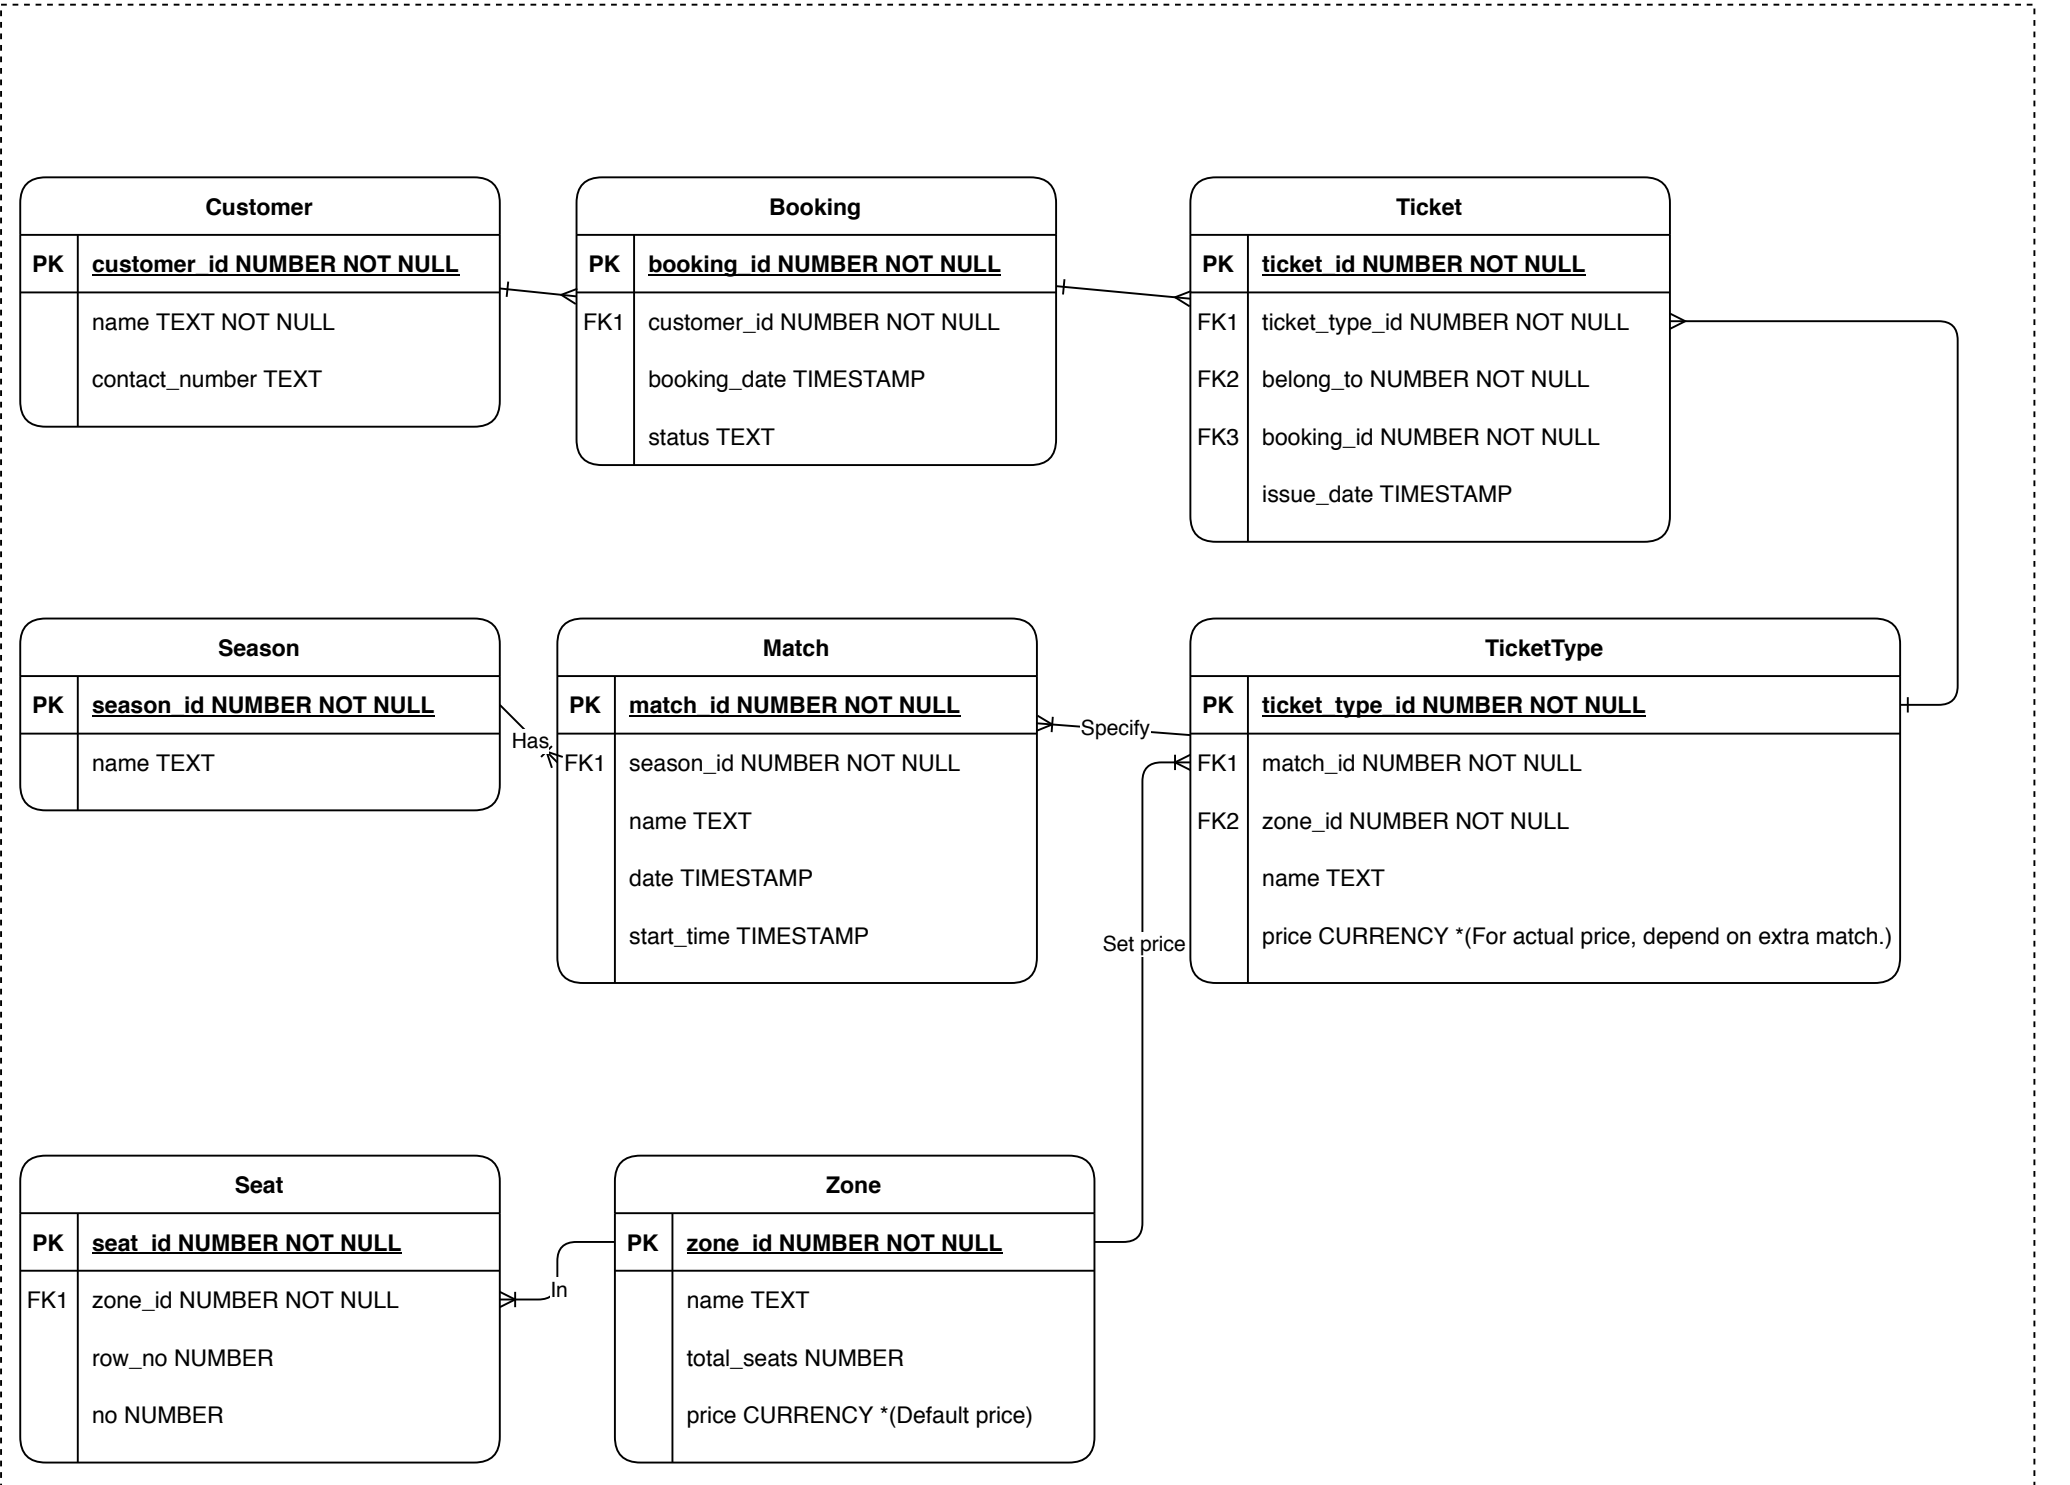 Customer
PK customer_id NUMBER NOT NULL
name TEXT NOT NULL
contact_number TEXT
Booking
PK booking_id NUMBER NOT NULL
FK1 customer_id NUMBER NOT NULL
booking_date TIMESTAMP
status TEXT
Ticket
PK ticket_id NUMBER NOT NULL
FK1 ticket_type_id NUMBER NOT NULL
FK2 belong_to NUMBER NOT NULL
FK3 booking_id NUMBER NOT NULL
issue_date TIMESTAMP
Season
PK season_id NUMBER NOT NULL
name TEXT
Has
Match
PK match_id NUMBER NOT NULL
FK1 season_id NUMBER NOT NULL
name TEXT
date TIMESTAMP
start_time TIMESTAMP
Specify
TicketType
PK ticket_type_id NUMBER NOT NULL
FK1 match_id NUMBER NOT NULL
FK2 zone_id NUMBER NOT NULL
name TEXT
price CURRENCY *(For actual price, depend on extra match.)
Set price
Seat
PK seat_id NUMBER NOT NULL
FK1 zone_id NUMBER NOT NULL
row_no NUMBER
no NUMBER
In
Zone
PK zone_id NUMBER NOT NULL
name TEXT
total_seats NUMBER
price CURRENCY *(Default price)